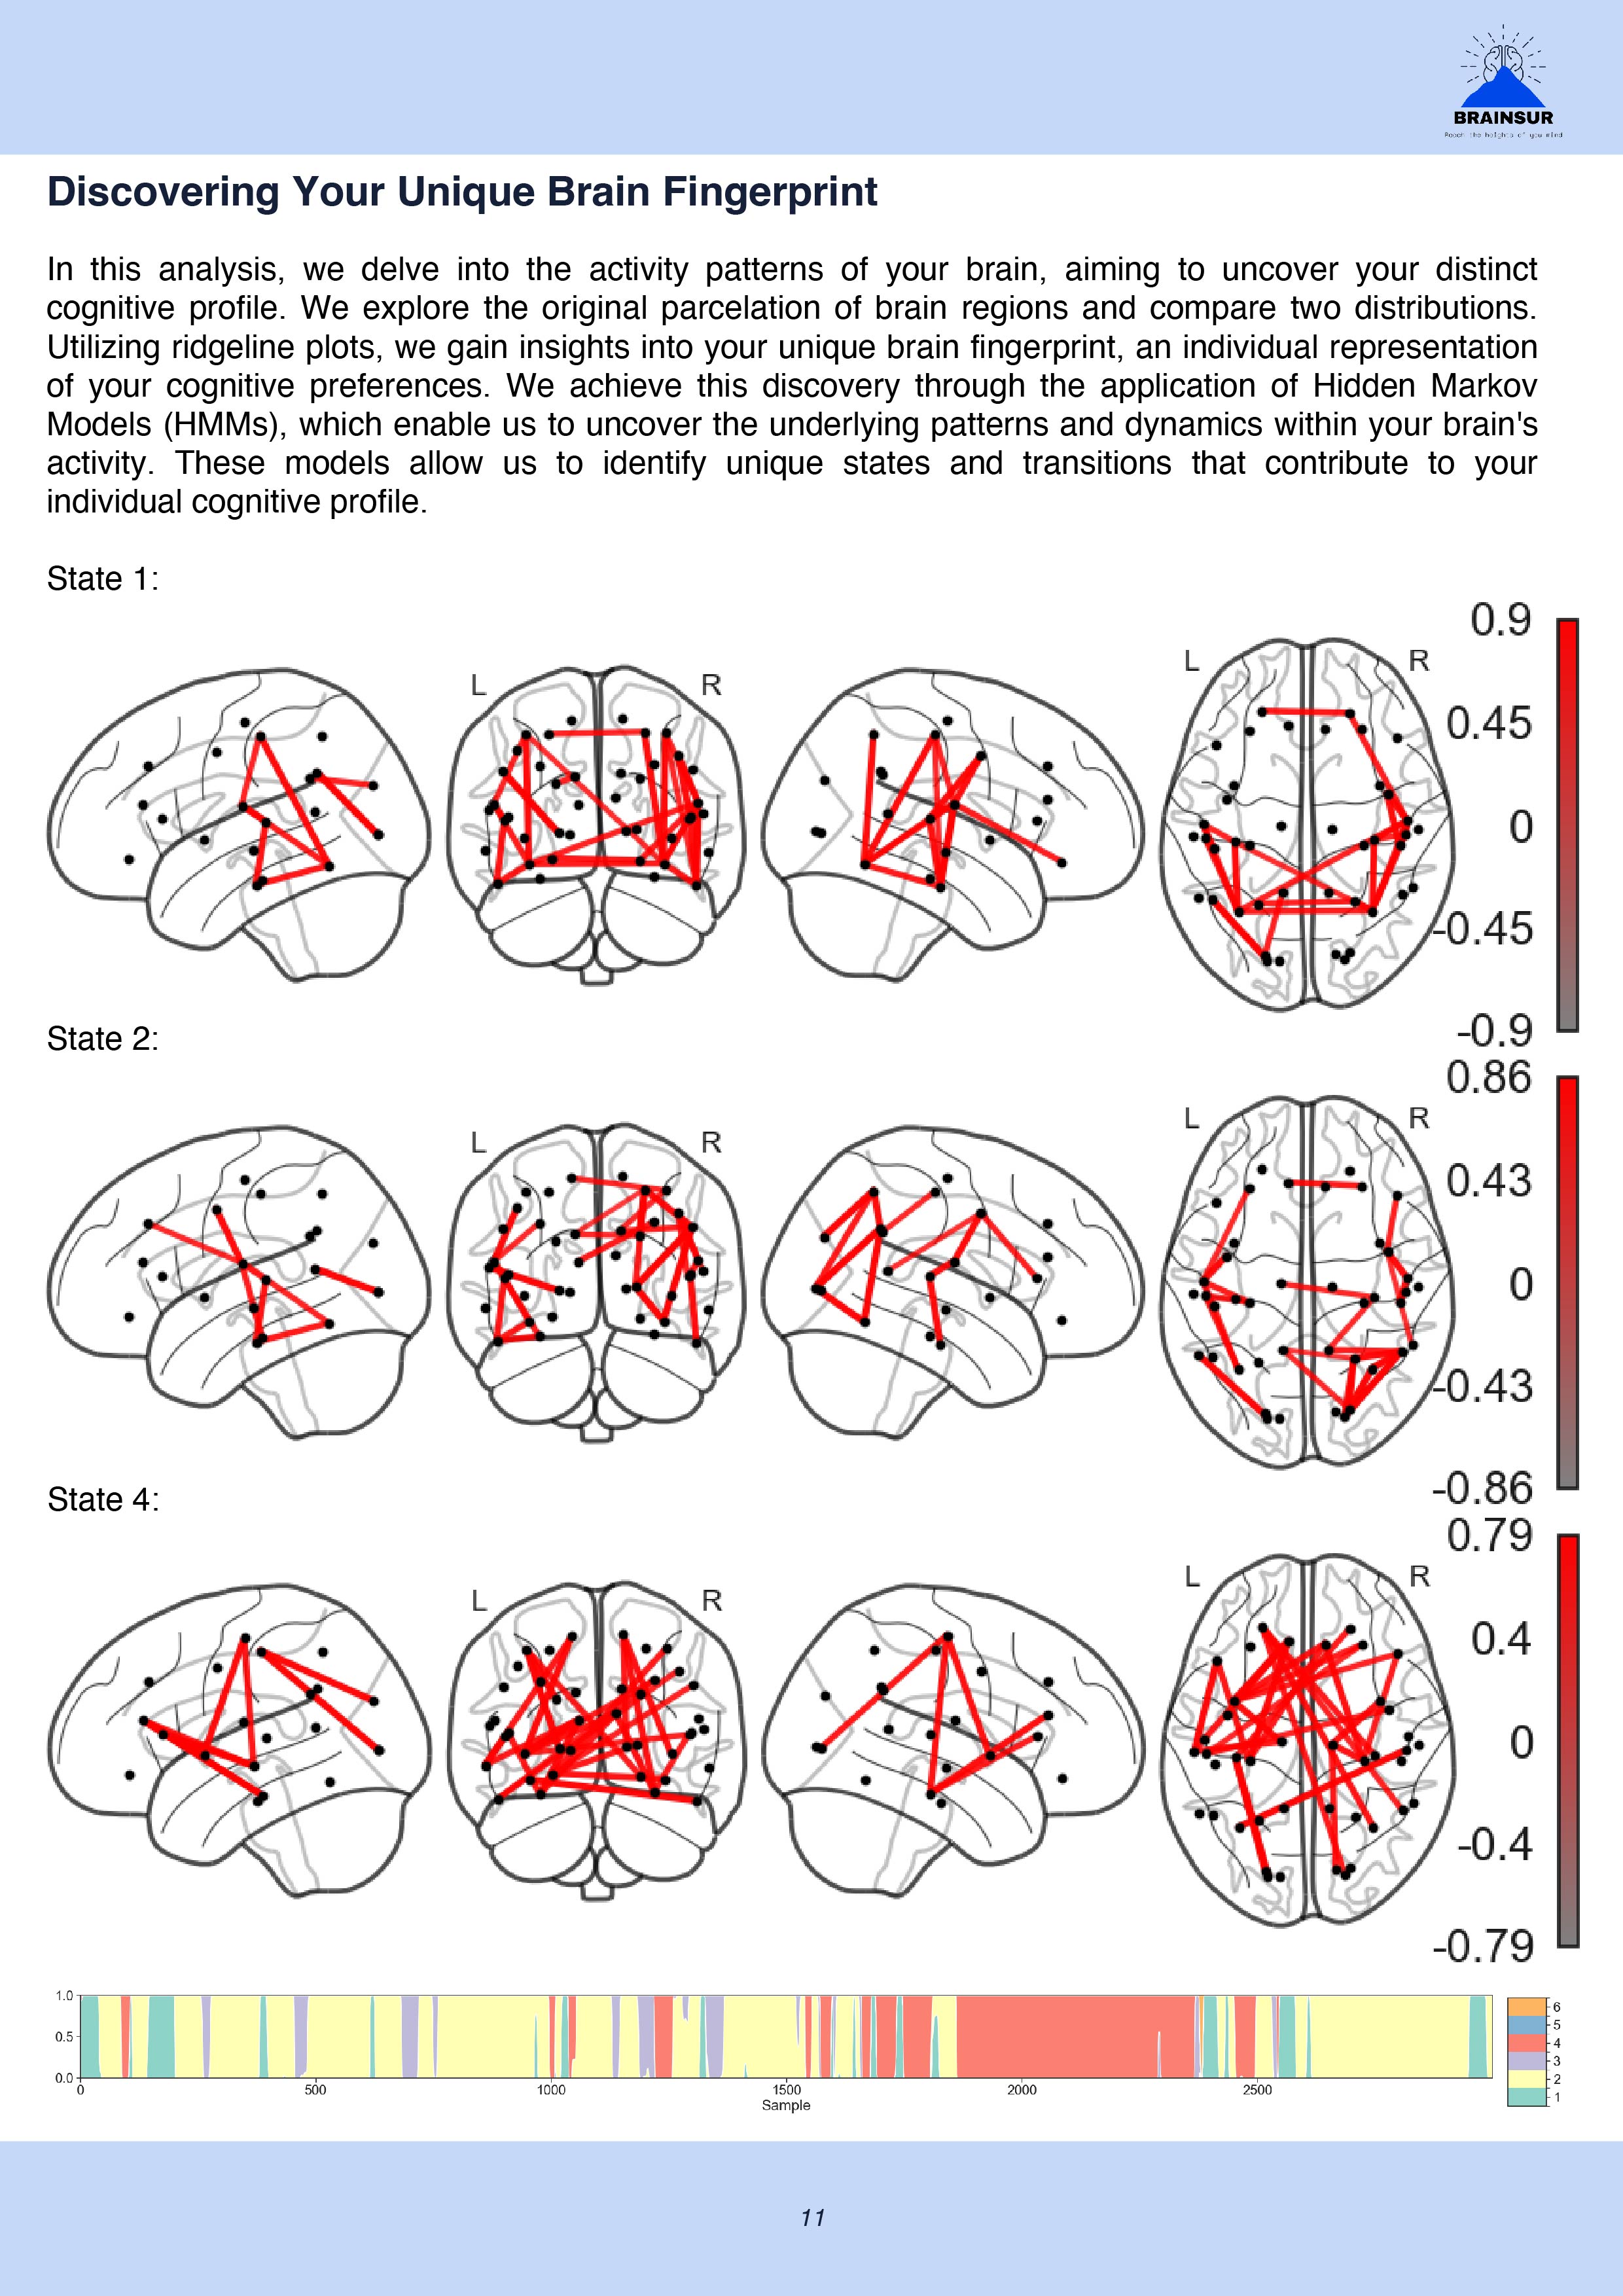 BRAINSUR
Reach the heights of you mind
Discovering Your Unique Brain Fingerprint
In this analysis, we delve into the activity patterns of your brain, aiming to uncover your distinct
cognitive profile. We explore the original parcelation of brain regions and compare two distributions.
Utilizing ridgeline plots, we gain insights into your unique brain fingerprint, an individual representation
of your cognitive preferences. We achieve this discovery through the application of Hidden Markov
Models (HMMs), which enable us to uncover the underlying patterns and dynamics within your brain's
activity. These models allow us to identify unique states and transitions that contribute to your
individual cognitive profile.
State 1:
L R L R
0.9
0.45
0
-0.45
-0.9
State 2:
L R L R
0.86
0.43
0
-0.43
-0.86
State 4:
L R L R
0.79
0.4
0
-0.4
-0.79
1.0
0.5
0.0
0 500 1000 1500 2000 2500
Sample
6
5
4
3
2
1
11